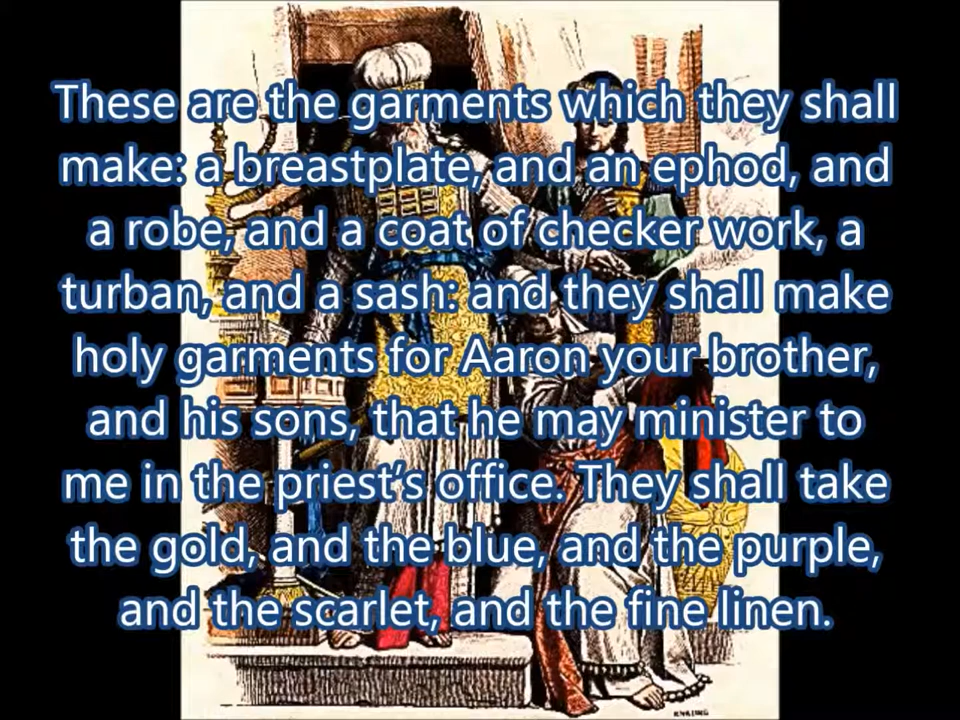 These are the garments which they shall
make: a breastplate, and an ephod, and
a robe, and a coat of checker work, a
turban, and a sash: and they shall make
holy garments for Aaron your brother,
and his sons, that he may minister to
me in the priest’s office. They shall take
the gold, and the blue, and the purple,
and the scarlet, and the fine linen.